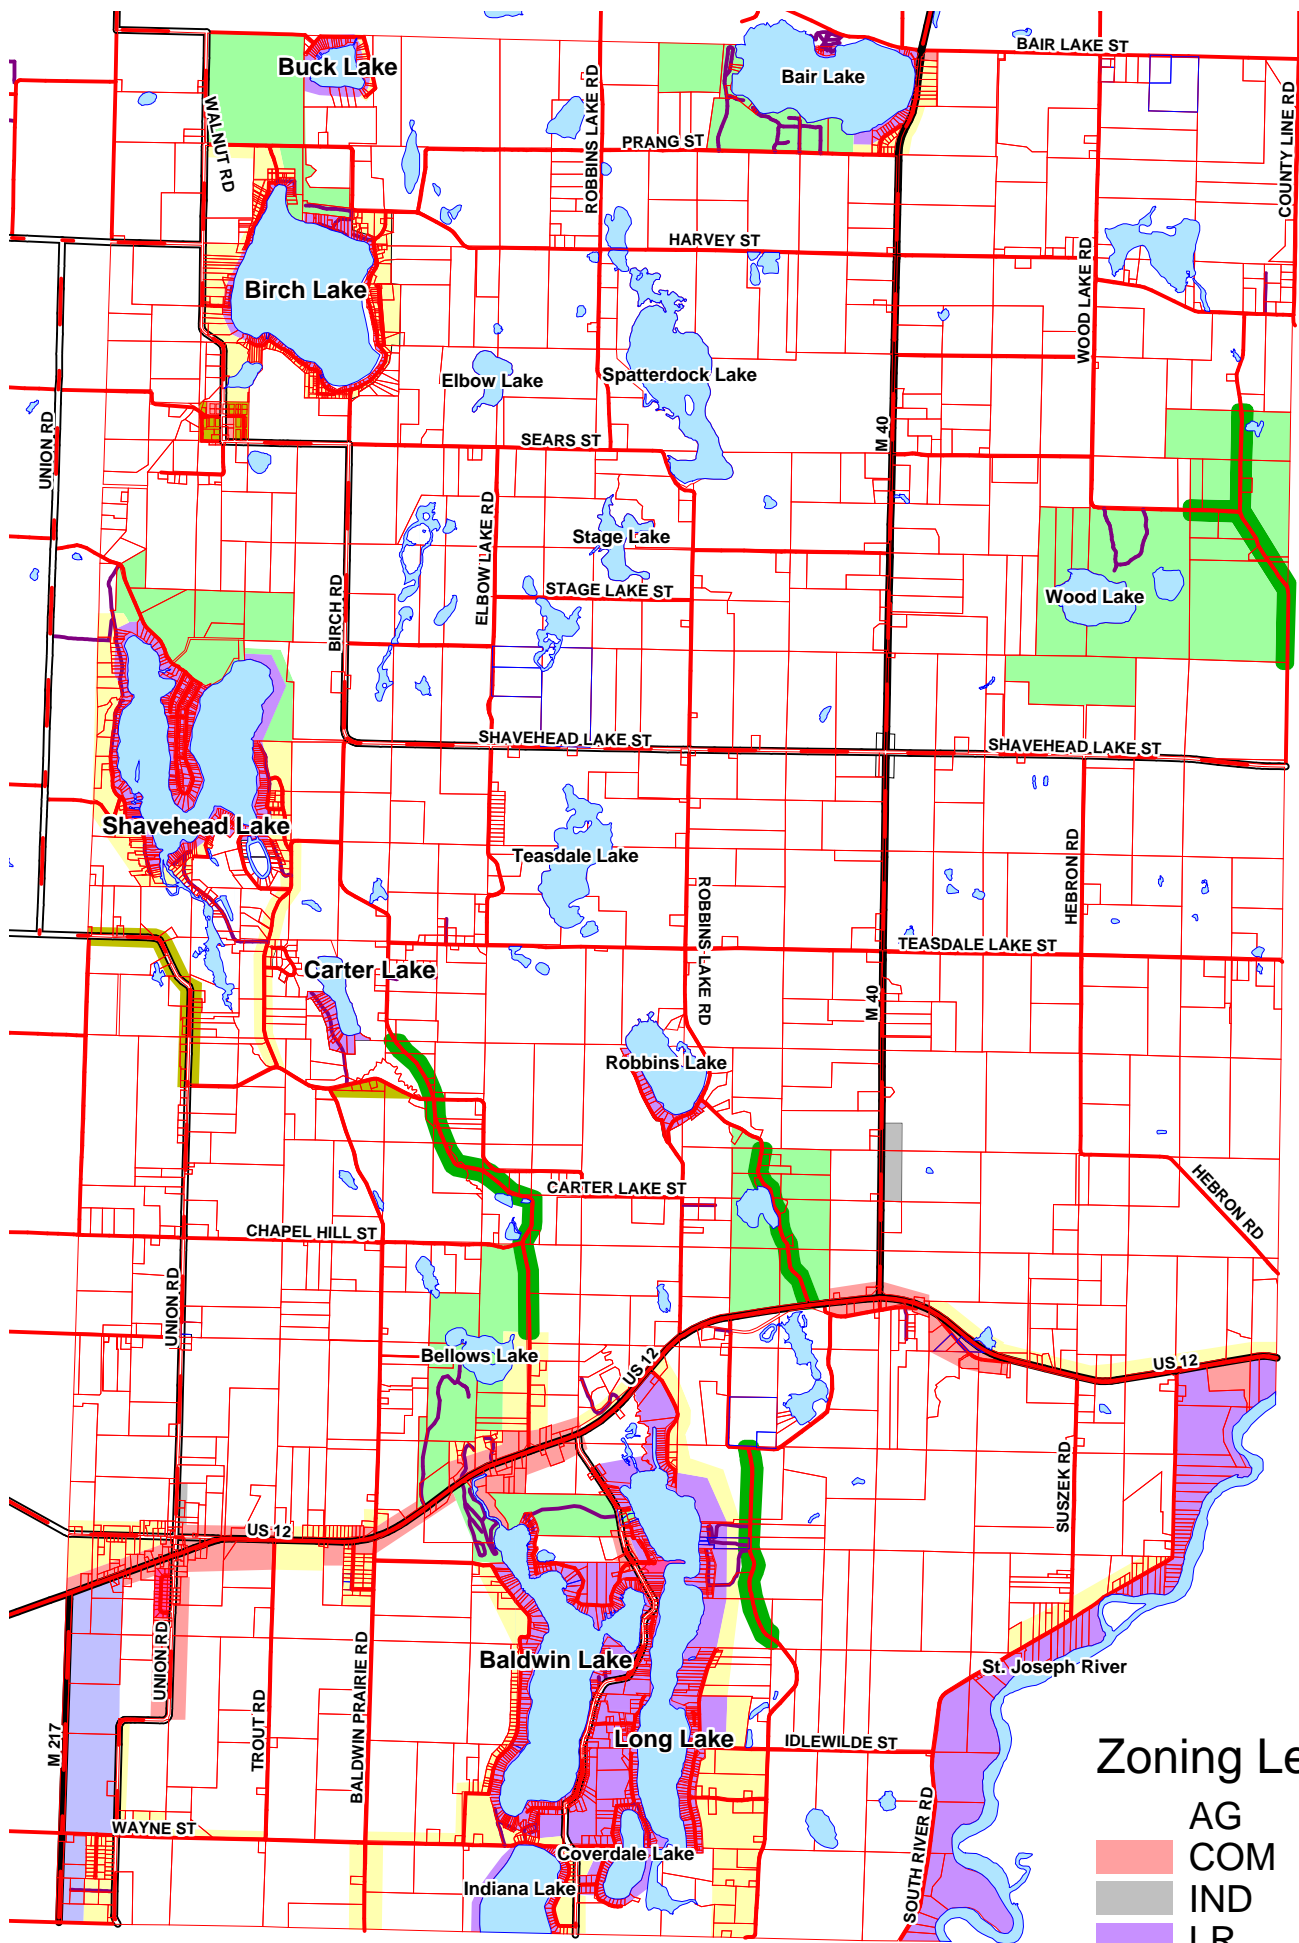 BAIR LAKE ST
Buck Lake
Bair Lake
ROBBINS LAKE RD
COUNTY LINE RD
WALNUT RD
PRANG ST
HARVEY ST
WOOD LAKE RD
Birch Lake
Elbow Lake
Spatterdock Lake
M 40
UNION RD
SEARS ST
ELBOW LAKE RD
Stage Lake
STAGE LAKE ST
Wood Lake
BIRCH RD
SHAVEHEAD LAKE ST
SHAVEHEAD LAKE ST
Shavehead Lake
Teasdale Lake
HEBRON RD
ROBBINS LAKE RD
TEASDALE LAKE ST
Carter Lake
M 40
Robbins Lake
CARTER LAKE ST
HEBRON RD
CHAPEL HILL ST
UNION RD
Bellows Lake
US 12
US 12
SUSZEK RD
US 12
UNION RD
Baldwin Lake
St. Joseph River
BALDWIN PRAIRIE RD
TROUT RD
M 217
Long Lake
IDLEWILDE ST
Zoning Le
AG
WAYNE ST
COM
Coverdale Lake
SOUTH RIVER RD
Indiana Lake
IND
LR